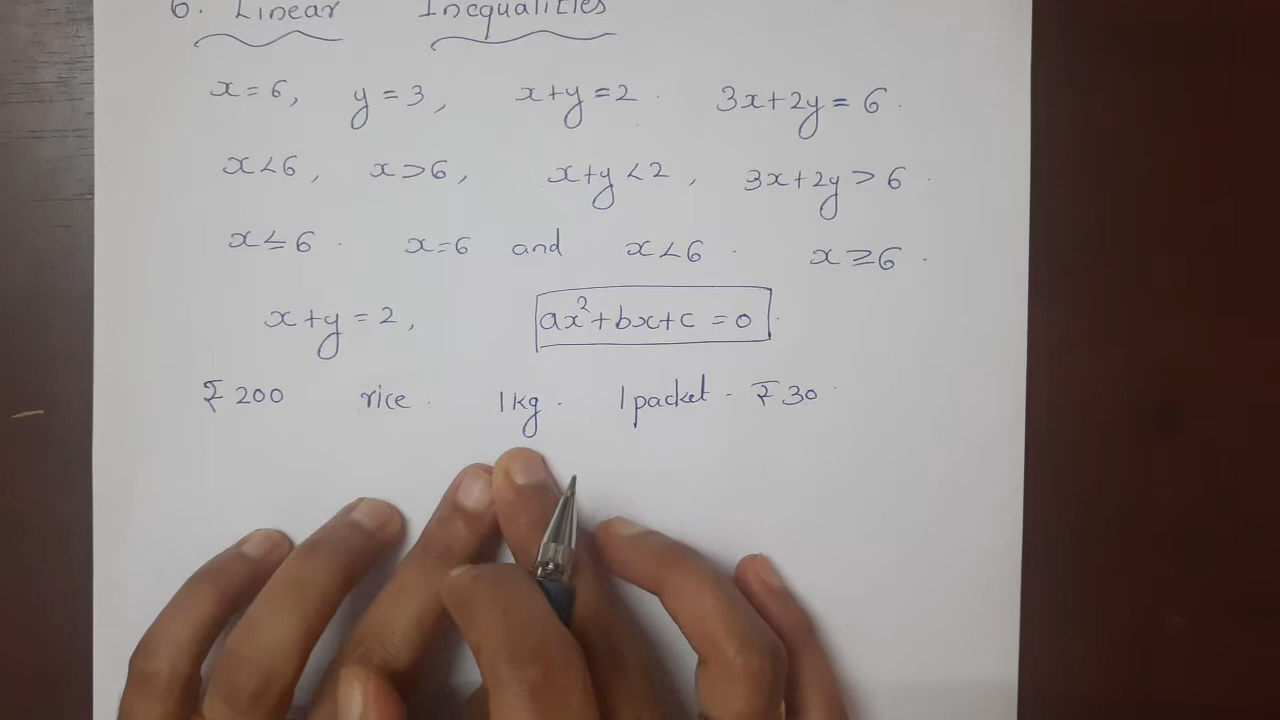 6. Linear Inequalities
x=6, y=3, x+y=2. 3x+2y=6.
x<6, x>6, x+y<2, 3x+2y>6.
x≤6. x=6 and x<6. x≥6.
x+y=2, ax²+bx+c=0.
₹200 rice. 1kg. 1packet - ₹30.